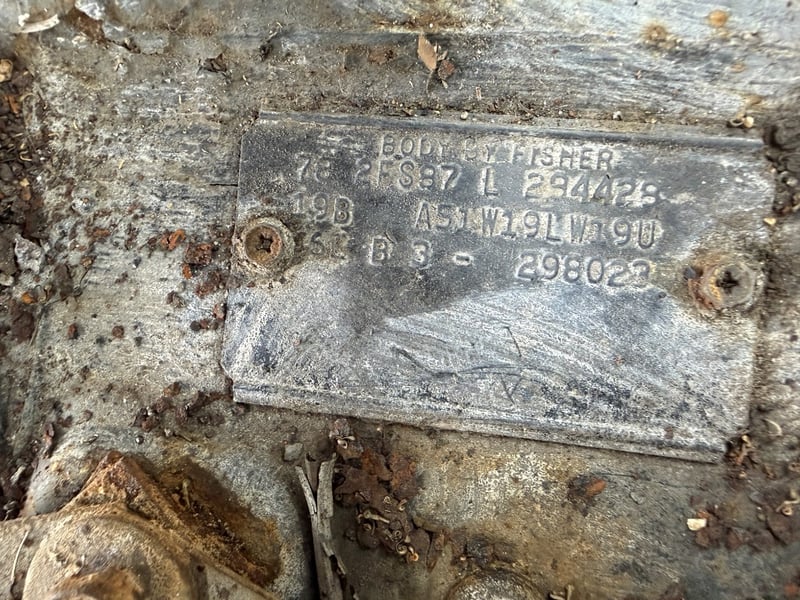 BODY BY FISHER
78 2FS87 L 294428
19B A51W19LW19U
B 3 - 298023